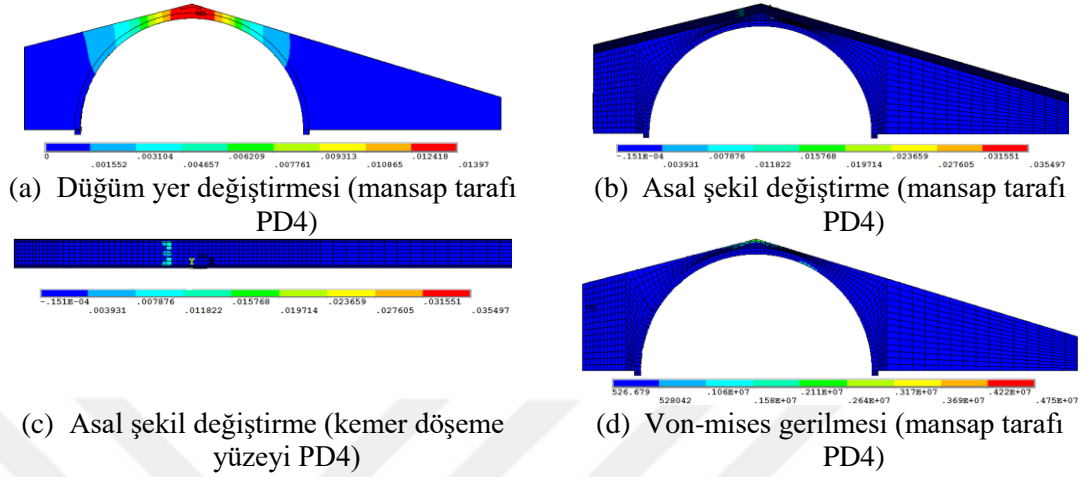 0 .003104 .006209 .009313 .012418
.001552 .004657 .007761 .010865 .01397
(a) Düğüm yer değiştirmesi (mansap tarafı
PD4)
-.151E-04 .007876 .015768 .023659 .031551
.003931 .011822 .019714 .027605 .035497
(b) Asal şekil değiştirme (mansap tarafı
PD4)
-.151E-04 .007876 .015768 .023659 .031551
.003931 .011822 .019714 .027605 .035497
(c) Asal şekil değiştirme (kemer döşeme
yüzeyi PD4)
526.679 .106E+07 .211E+07 .317E+07 .422E+07
528042 .158E+07 .264E+07 .369E+07 .475E+07
(d) Von-mises gerilmesi (mansap tarafı
PD4)